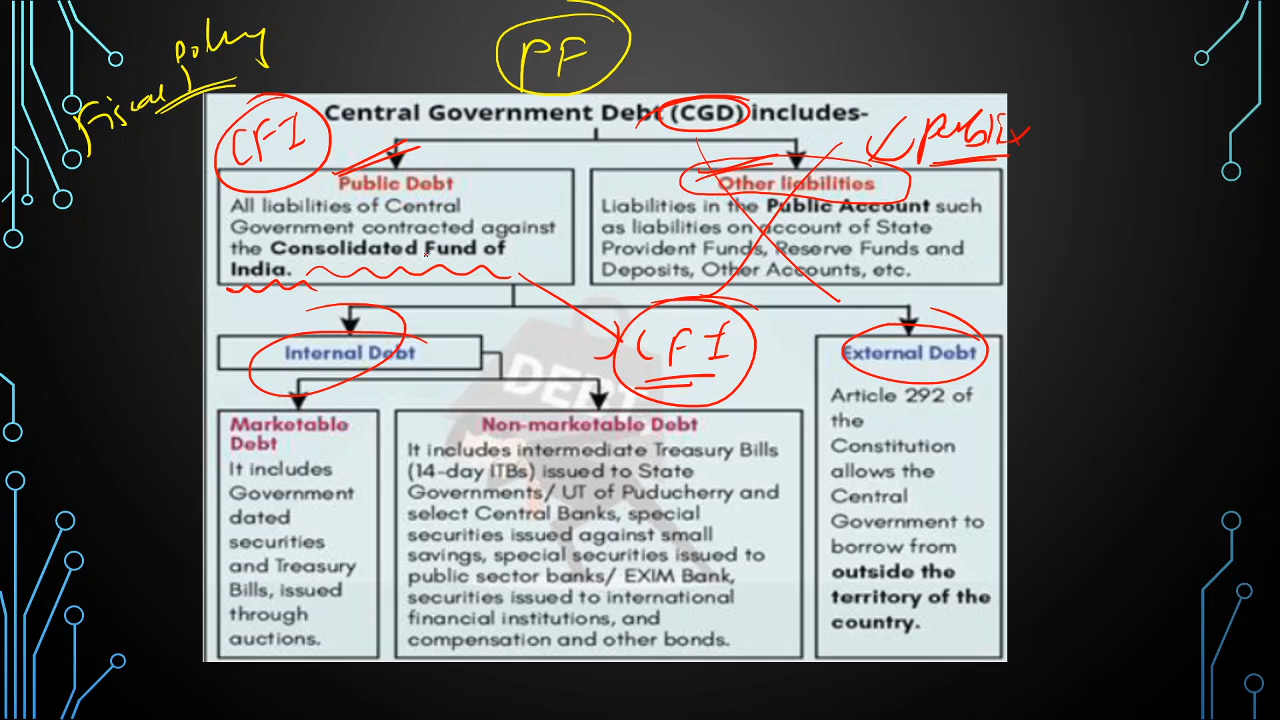 Fiscal Policy
PF
Central Government Debt (CGD) includes-
CFI
Public
Public Debt
All liabilities of Central
Government contracted against
the Consolidated Fund of
India.
Other liabilities
Liabilities in the Public Account such
as liabilities on account of State
Provident Funds, Reserve Funds and
Deposits, Other Accounts, etc.
CFI
Internal Debt
External Debt
Article 292 of
the
Constitution
allows the
Central
Government to
borrow from
outside the
territory of the
country.
Marketable
Debt
It includes
Government
dated
securities
and Treasury
Bills, issued
through
auctions.
Non-marketable Debt
It includes intermediate Treasury Bills
(14-day ITBs) issued to State
Governments/ UT of Puducherry and
select Central Banks, special
securities issued against small
savings, special securities issued to
public sector banks/ EXIM Bank,
securities issued to international
financial institutions, and
compensation and other bonds.
DEBT